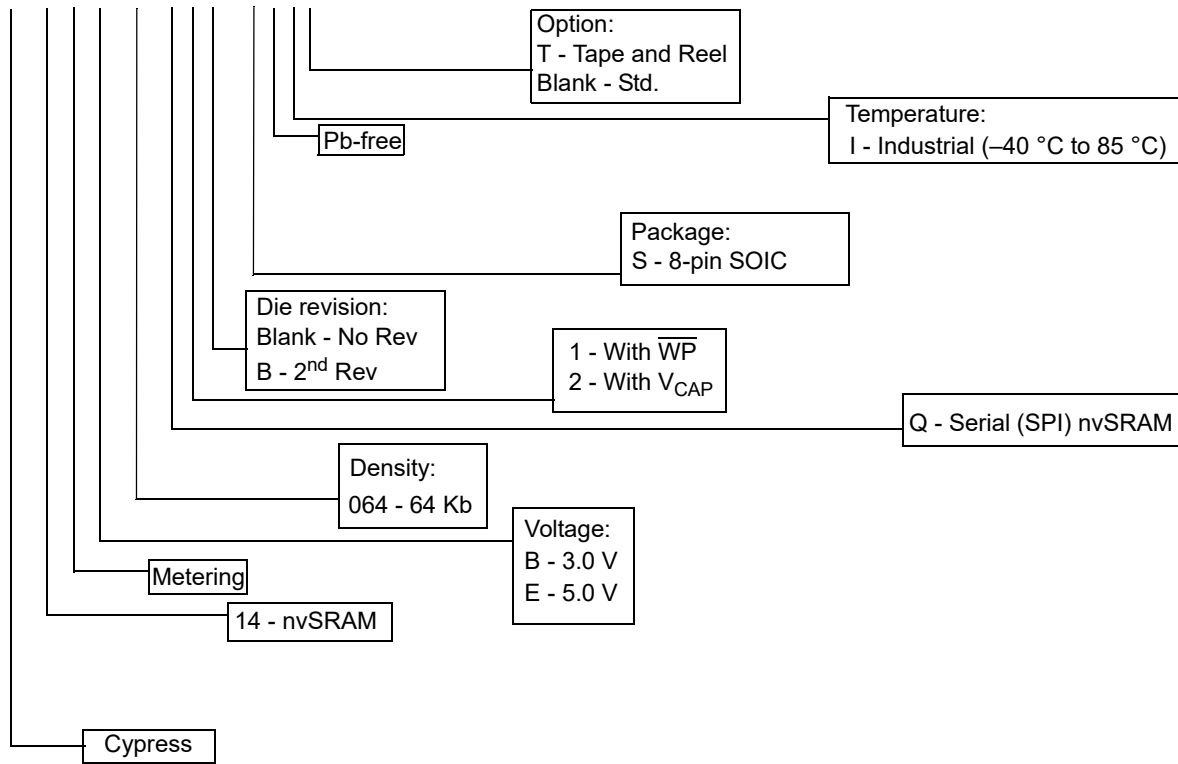 Option:
T - Tape and Reel
Blank - Std.
Temperature:
I - Industrial (–40 °C to 85 °C)
Pb-free
Package:
S - 8-pin SOIC
Die revision:
Blank - No Rev
B - 2nd Rev
1 - With W̅P̅
2 - With VCAP
Q - Serial (SPI) nvSRAM
Density:
064 - 64 Kb
Voltage:
B - 3.0 V
E - 5.0 V
Metering
14 - nvSRAM
Cypress